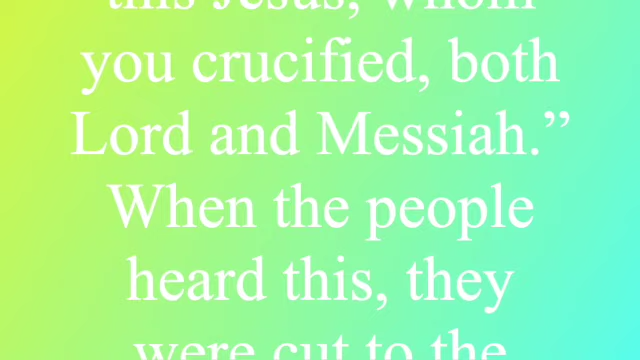 this Jesus, whom
you crucified, both
Lord and Messiah.”
When the people
heard this, they
were cut to the